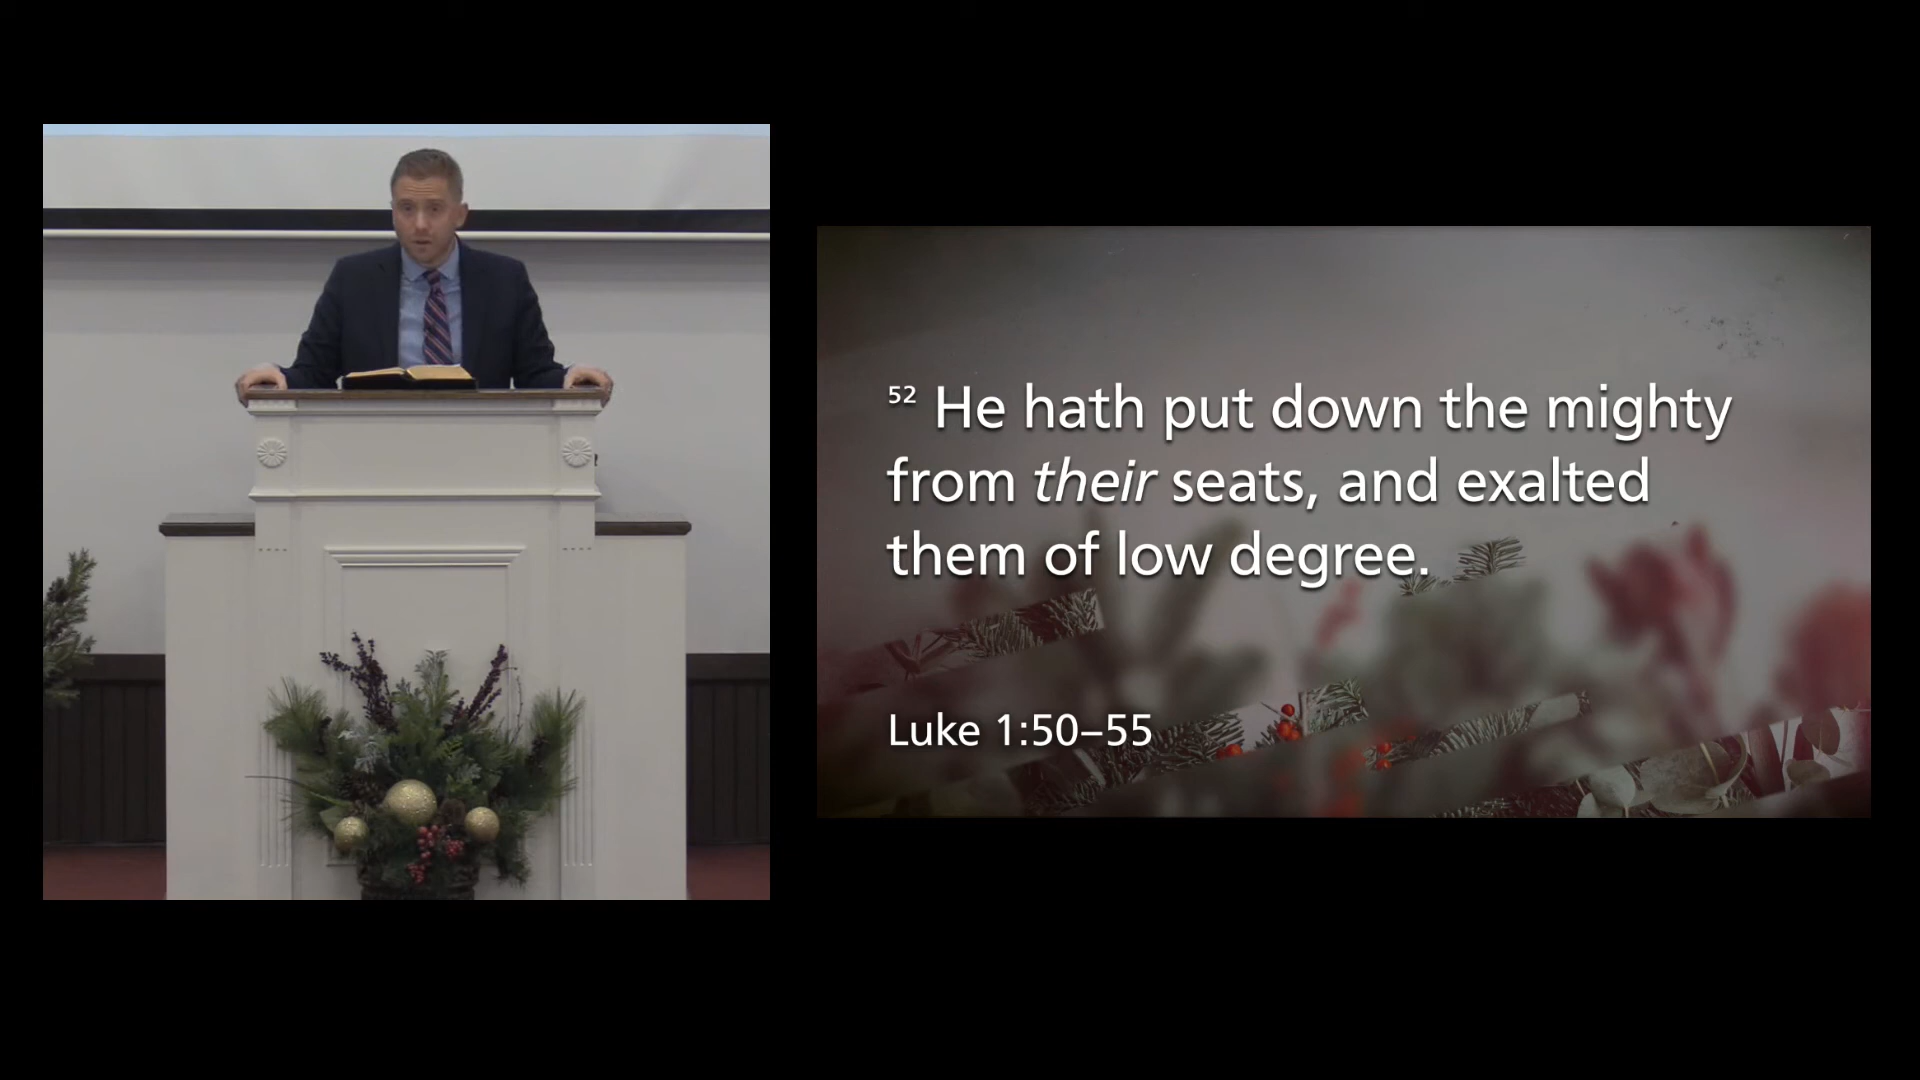 52 He hath put down the mighty
from their seats, and exalted
them of low degree.
Luke 1:50–55